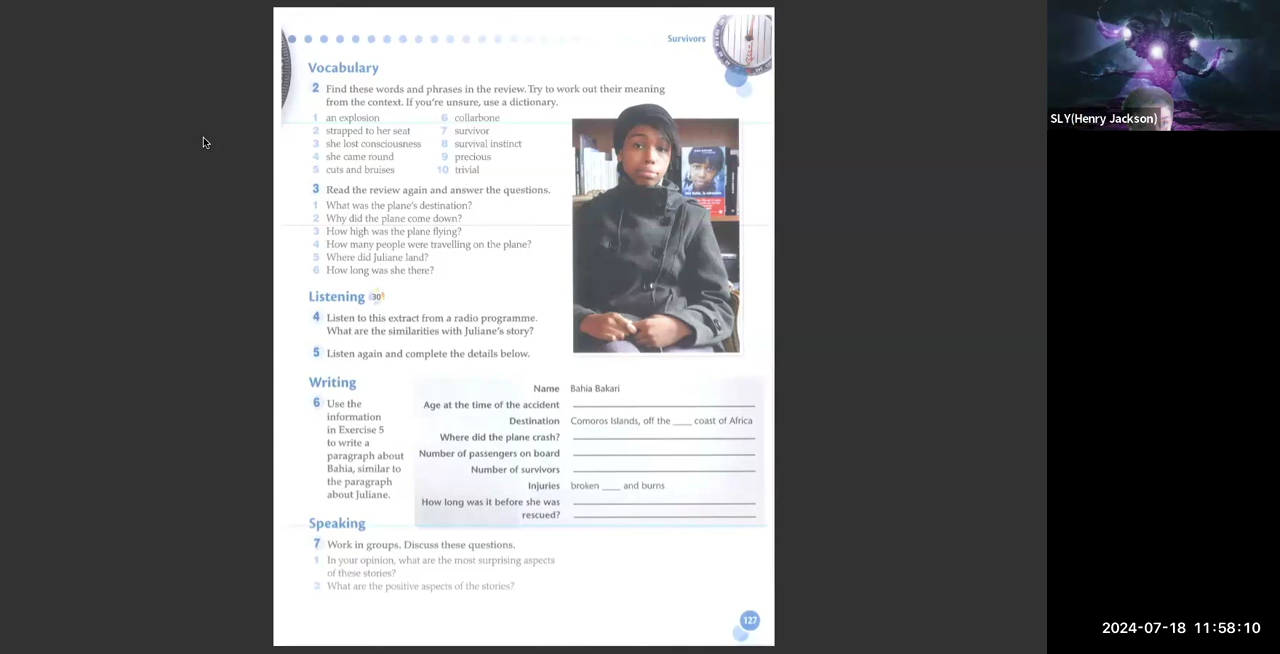 Survivors
Vocabulary
2 Find these words and phrases in the review. Try to work out their meaning
from the context. If you're unsure, use a dictionary.
1 an explosion
2 strapped to her seat
3 she lost consciousness
4 she came round
5 cuts and bruises
6 collarbone
7 survivor
8 survival instinct
9 precious
10 trivial
3 Read the review again and answer the questions.
1 What was the plane's destination?
2 Why did the plane come down?
3 How high was the plane flying?
4 How many people were travelling on the plane?
5 Where did Juliane land?
6 How long was she there?
Listening 30
4 Listen to this extract from a radio programme.
What are the similarities with Juliane's story?
5 Listen again and complete the details below.
Writing
6 Use the
information
in Exercise 5
to write a
paragraph about
Bahia, similar to
the paragraph
about Juliane.
Name Bahia Bakari
Age at the time of the accident
Destination Comoros Islands, off the ____ coast of Africa
Where did the plane crash?
Number of passengers on board
Number of survivors
Injuries broken ____ and burns
How long was it before she was
rescued?
Speaking
7 Work in groups. Discuss these questions.
1 In your opinion, what are the most surprising aspects
of these stories?
2 What are the positive aspects of the stories?
127
SLY(Henry Jackson)
2024-07-18 11:58:10